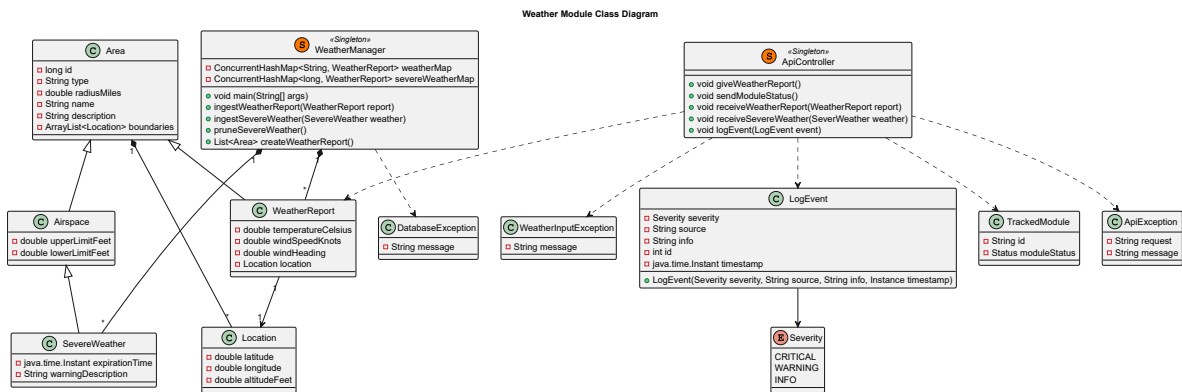 Weather Module Class Diagram
C Area
long id
String type
double radiusMiles
String name
String description
ArrayList<Location> boundaries
«Singleton»
S WeatherManager
ConcurrentHashMap<String, WeatherReport> weatherMap
ConcurrentHashMap<long, WeatherReport> severeWeatherMap
void main(String[] args)
ingestWeatherReport(WeatherReport report)
ingestSevereWeather(SevereWeather weather)
pruneSevereWeather()
List<Area> createWeatherReport()
«Singleton»
S ApiController
void giveWeatherReport()
void sendModuleStatus()
void receiveWeatherReport(WeatherReport report)
void receiveSevereWeather(SeverWeather weather)
void logEvent(LogEvent event)
1
1
1
*
C Airspace
double upperLimitFeet
double lowerLimitFeet
C WeatherReport
double temperatureCelsius
double windSpeedKnots
double windHeading
Location location
C DatabaseException
String message
C WeatherInputException
String message
C LogEvent
Severity severity
String source
String info
int id
java.time.Instant timestamp
LogEvent(Severity severity, String source, String info, Instance timestamp)
C TrackedModule
String id
Status moduleStatus
C ApiException
String request
String message
1
*
*
1
C SevereWeather
java.time.Instant expirationTime
String warningDescription
C Location
double latitude
double longitude
double altitudeFeet
E Severity
CRITICAL
WARNING
INFO